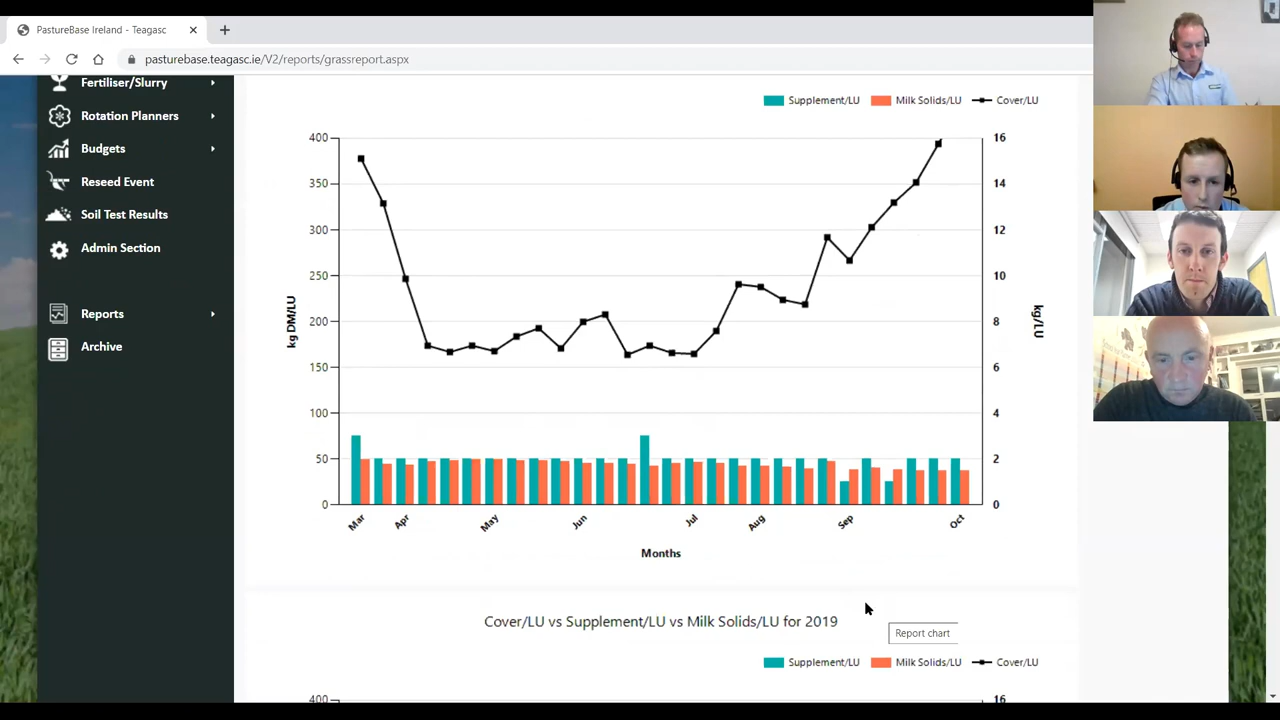 PastureBase Ireland - Teagasc
pasturebase.teagasc.ie/V2/reports/grassreport.aspx
Fertiliser/Slurry
Rotation Planners
Budgets
Reseed Event
Soil Test Results
Admin Section
Reports
Archive
Supplement/LU Milk Solids/LU Cover/LU
400 16
350 14
300 12
250 10
200 8
150 6
100 4
50 2
0 0
kg DM/LU
kg/LU
Mar Apr May Jun Jul Aug Sep Oct
Months
Cover/LU vs Supplement/LU vs Milk Solids/LU for 2019
Report chart
Supplement/LU Milk Solids/LU Cover/LU
400 16